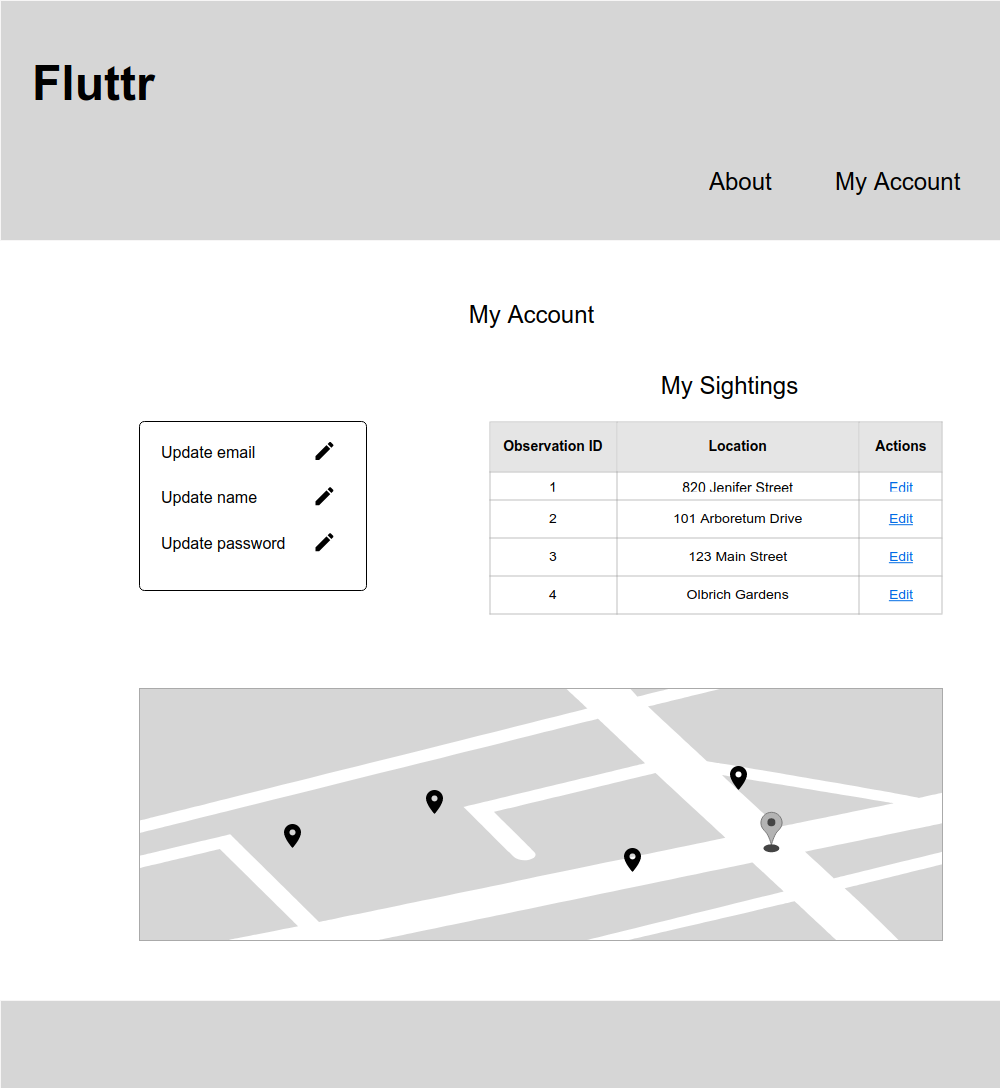 Fluttr
About My Account
My Account
My Sightings
Update email
Update name
Update password
Observation ID Location Actions
1 820 Jenifer Street Edit
2 101 Arboretum Drive Edit
3 123 Main Street Edit
4 Olbrich Gardens Edit